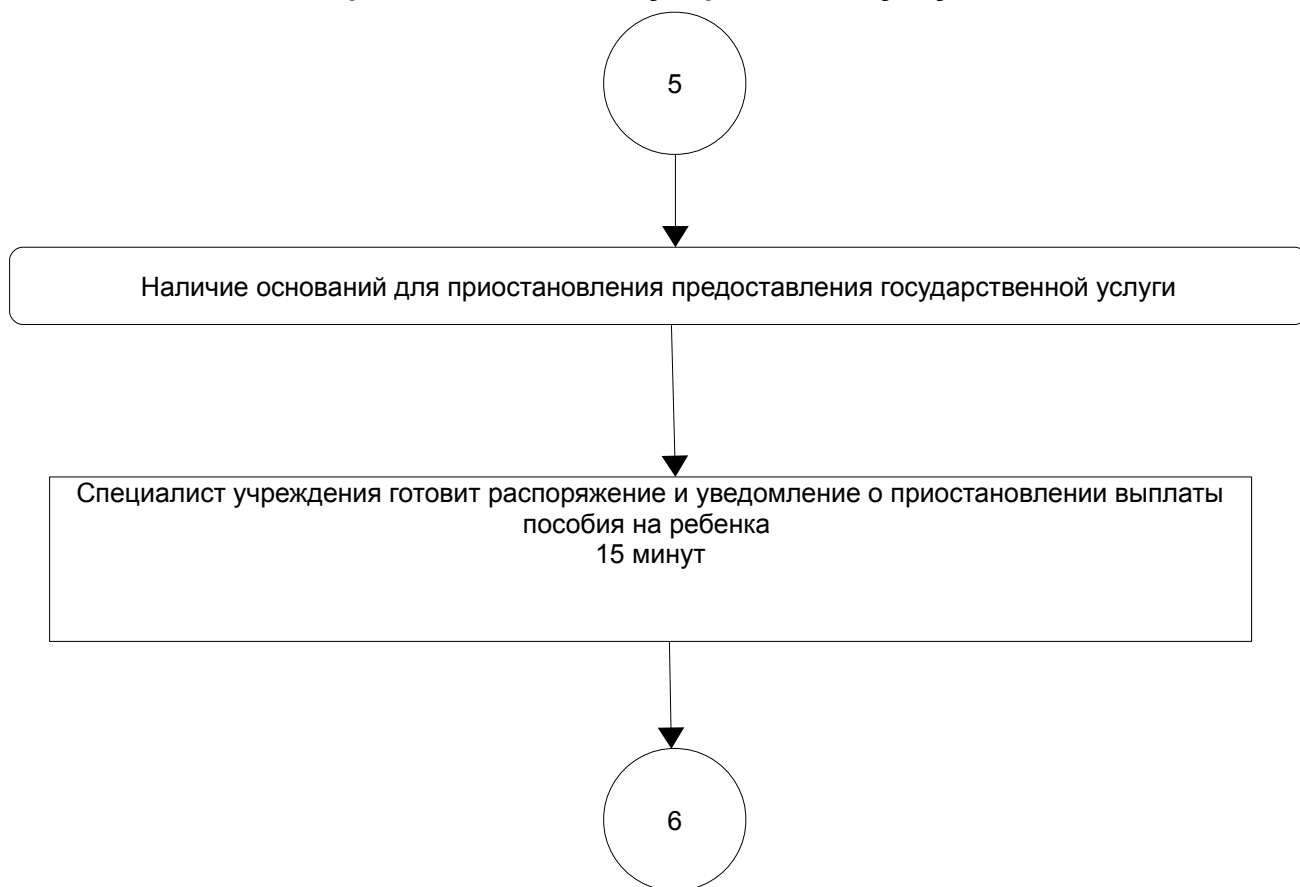 5
Наличие оснований для приостановления предоставления государственной услуги
Специалист учреждения готовит распоряжение и уведомление о приостановлении выплаты
пособия на ребенка
15 минут
6